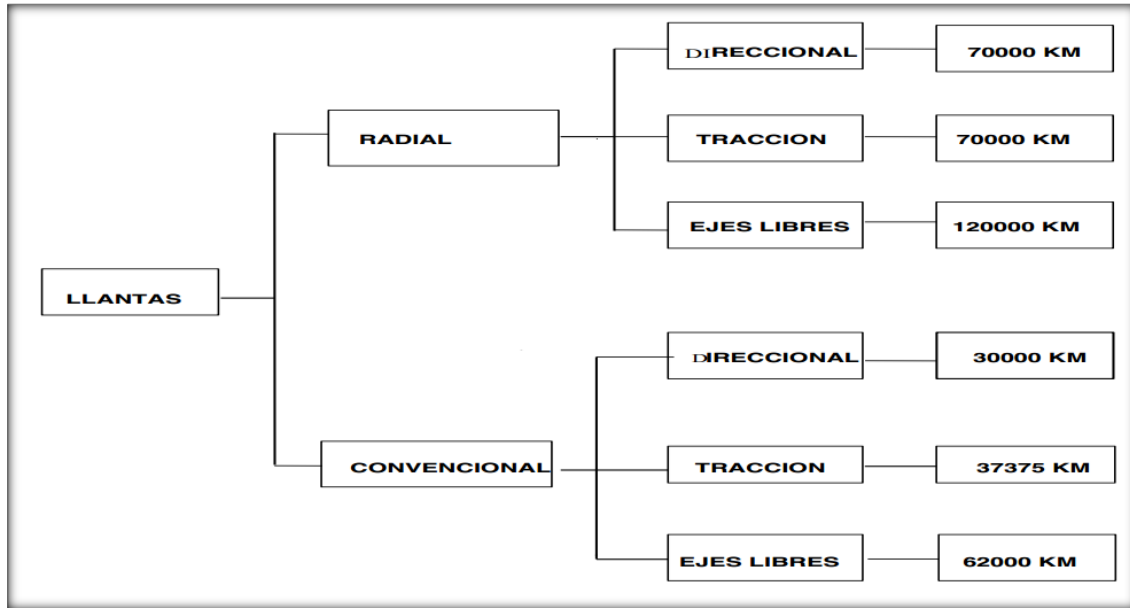 LLANTAS
RADIAL
DIRECCIONAL
70000 KM
TRACCION
70000 KM
EJES LIBRES
120000 KM
CONVENCIONAL
DIRECCIONAL
30000 KM
TRACCION
37375 KM
EJES LIBRES
62000 KM